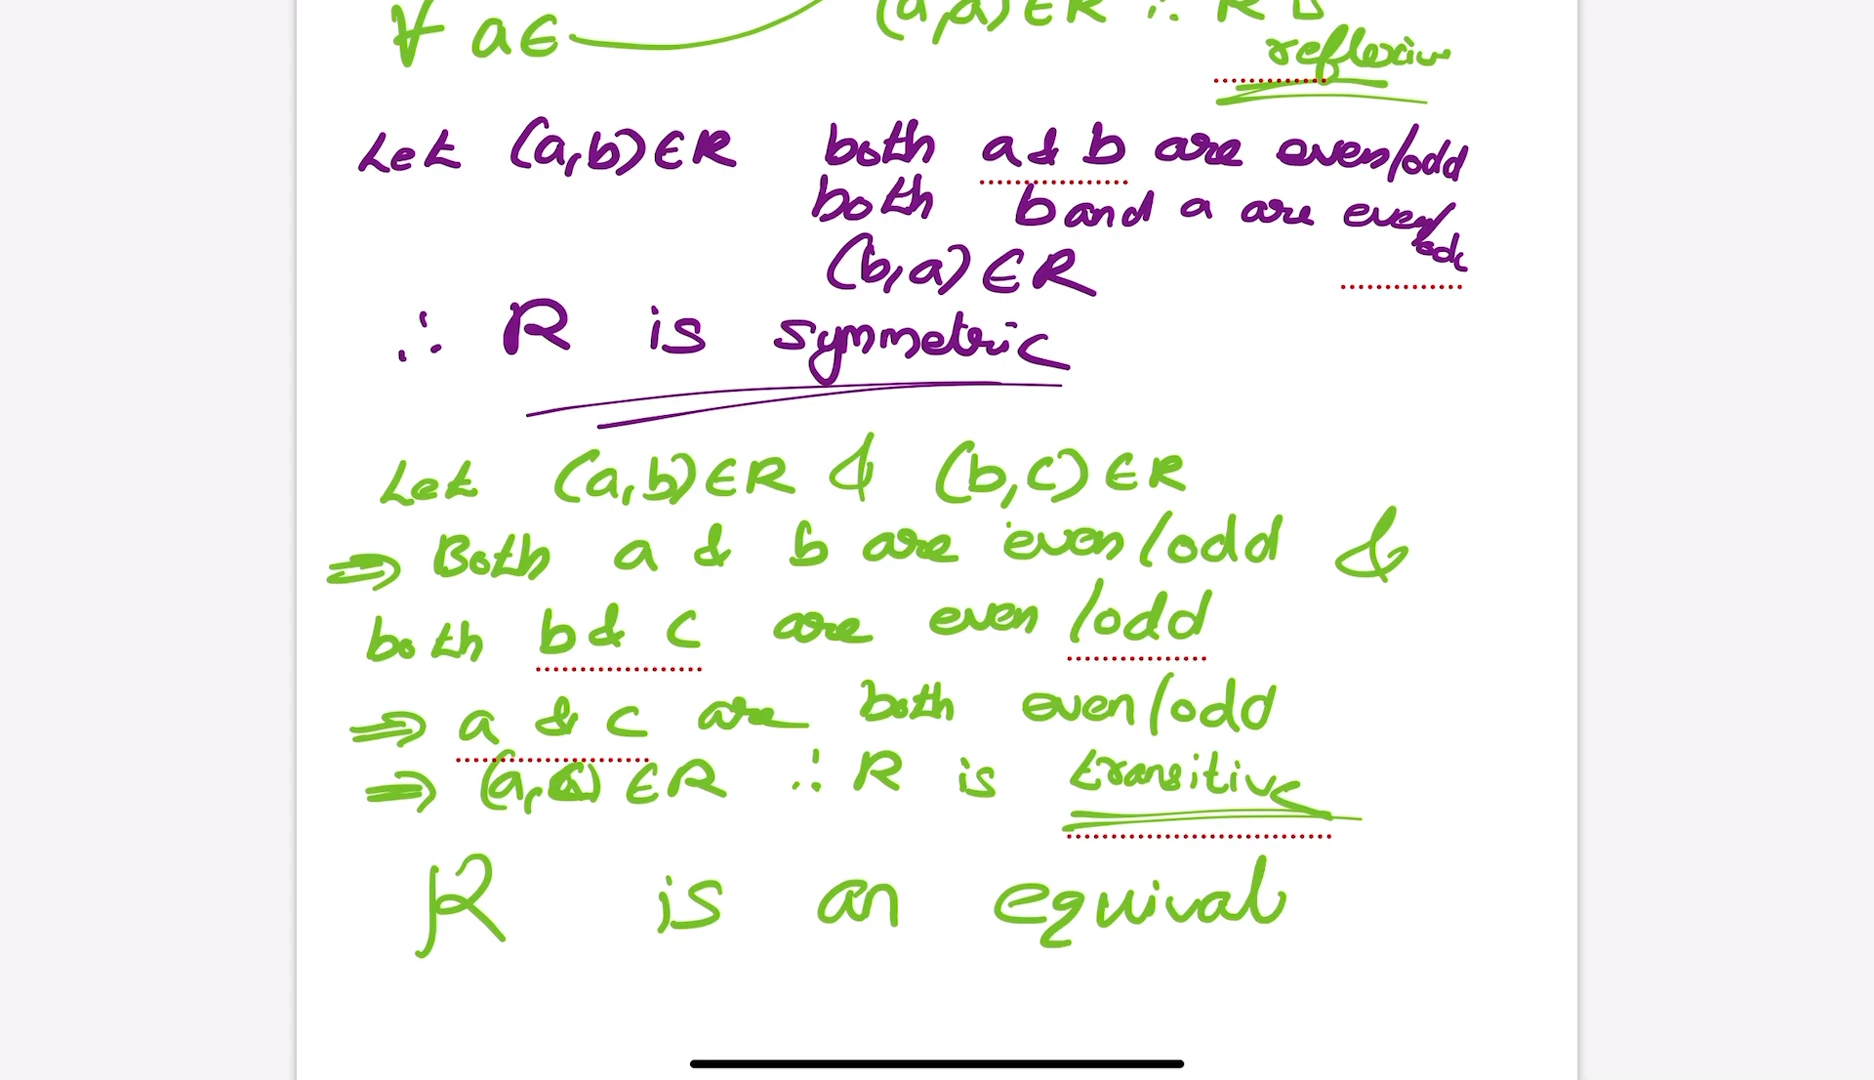 ∀ a∈ (a,a)∈R ∴ R is
reflexive
Let (a,b)∈R both a & b are even/odd
both b and a are even/odd
(b,a)∈R
∴ R is symmetric
Let (a,b)∈R & (b,c)∈R
⇒ Both a & b are even/odd &
both b & c are even/odd
⇒ a & c are both even/odd
⇒ (a,c)∈R ∴ R is transitive
R is an equival